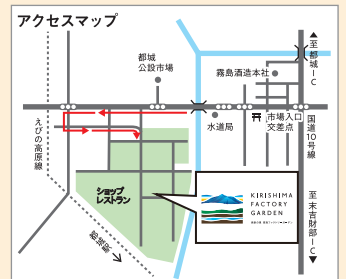 アクセスマップ
至都城IC
都城
公設市場
霧島酒造本社
水道局
市場入口
交差点
国道10号線
えびの高原線
ショップ
レストラン
都城駅
至末吉財部IC
KIRISHIMA
FACTORY
GARDEN